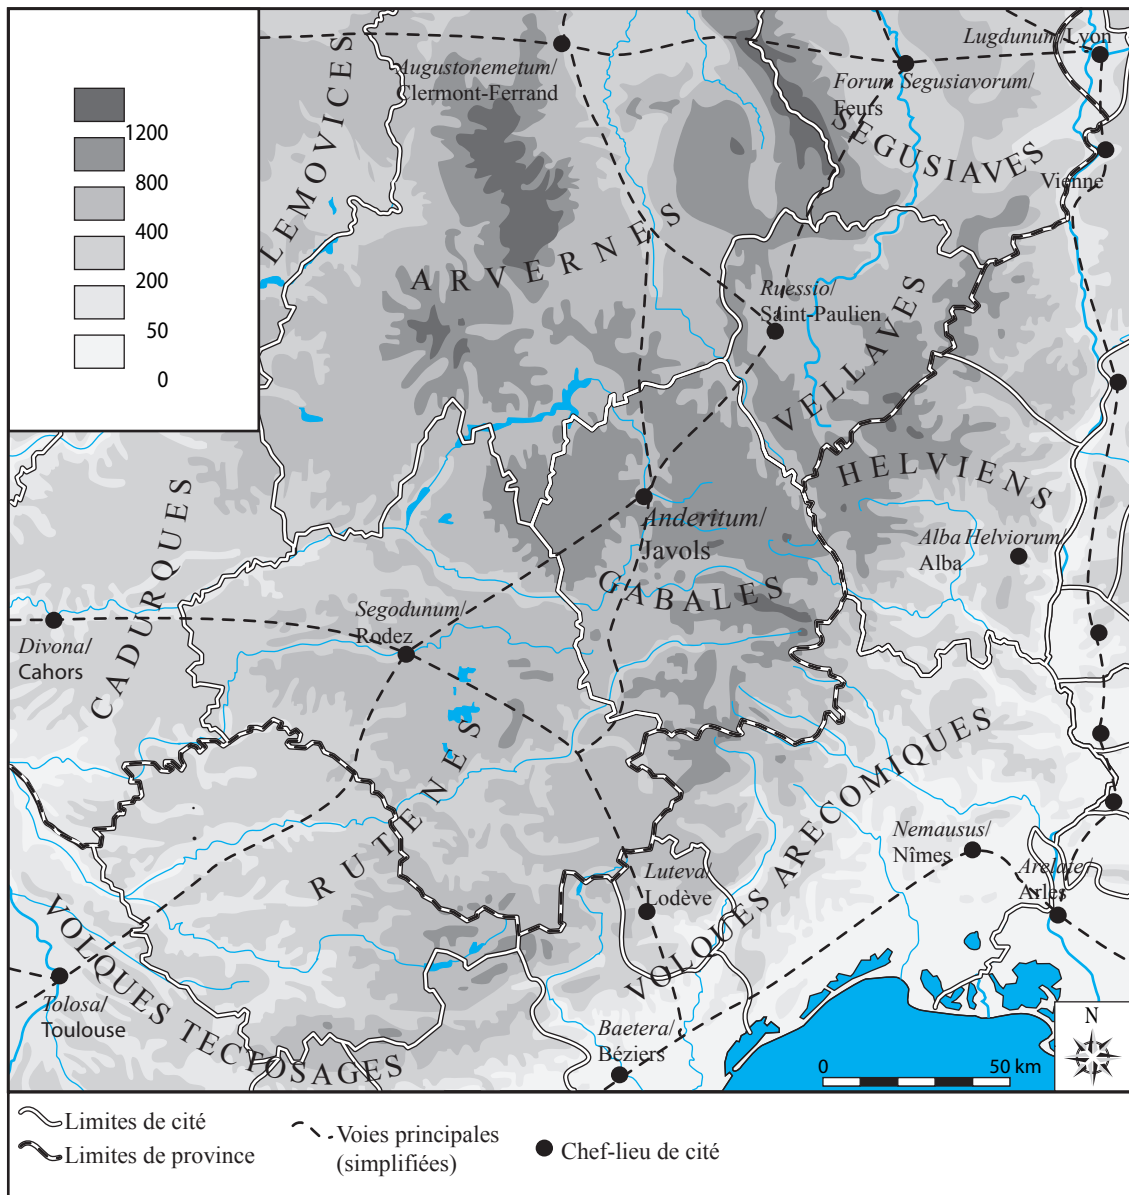 1200
800
400
200
50
0
LEMOVICES
Augustonemetum/
Clermont-Ferrand
Lugdunum/Lyon
Forum Segusiavorum/
Feurs
SEGUSIAVES
Vienne
ARVERNES
Ruessio/
Saint-Paulien
VELLAVES
HELVIENS
Alba Helviorum/
Alba
Anderitum/
Javols
GABALES
CADURQUES
Divona/
Cahors
Segodunum/
Rodez
RUTENES
VOLQUES ARECOMIQUES
Nemausus/
Nîmes
Arelate/
Arles
Luteva/
Lodève
VOLQUES TECTOSAGES
Tolosa/
Toulouse
Baetera/
Béziers
N
0 50 km
Limites de cité
Limites de province
Voies principales
(simplifiées)
Chef-lieu de cité